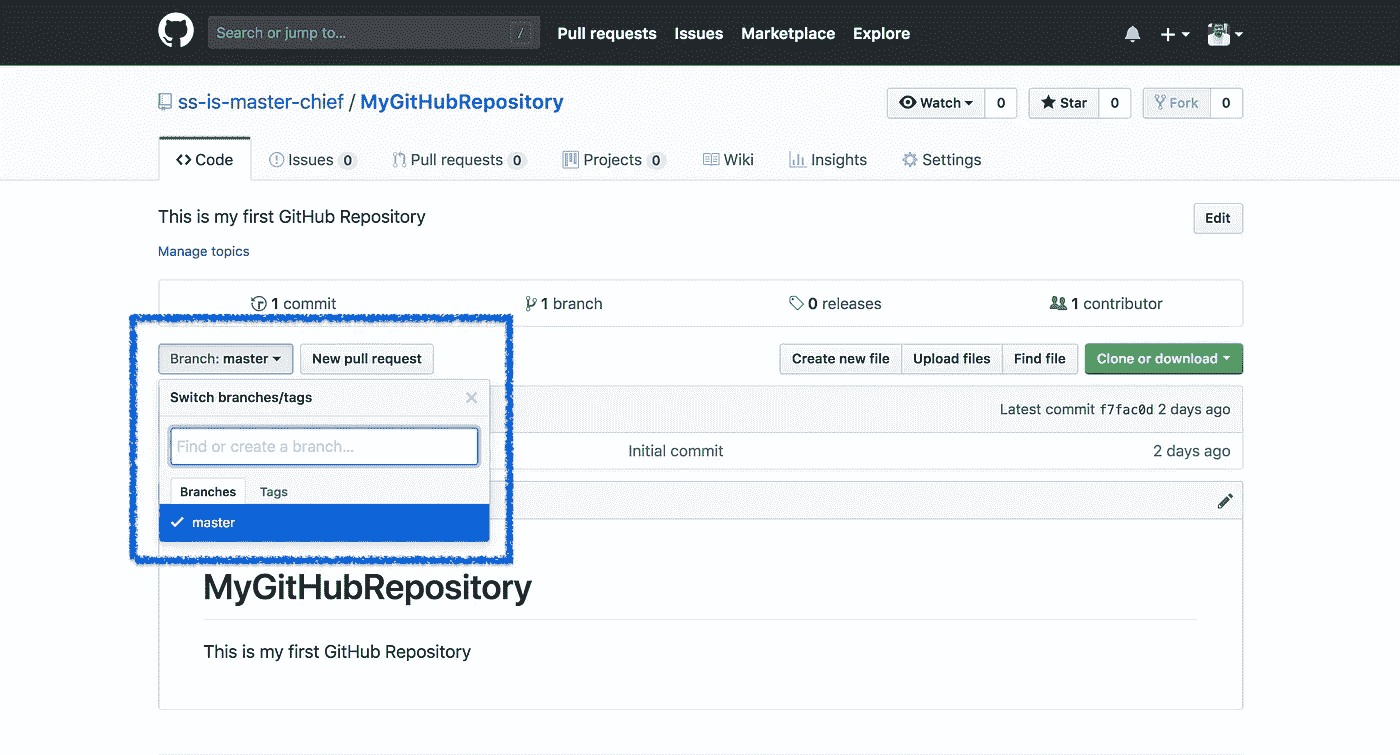 Search or jump to... / Pull requests Issues Marketplace Explore
ss-is-master-chief / MyGitHubRepository Watch 0 Star 0 Fork 0
Code Issues 0 Pull requests 0 Projects 0 Wiki Insights Settings
This is my first GitHub Repository Edit
Manage topics
1 commit 1 branch 0 releases 1 contributor
Branch: master New pull request Create new file Upload files Find file Clone or download
Switch branches/tags
Latest commit f7fac0d 2 days ago
Find or create a branch...
Initial commit 2 days ago
Branches Tags
master
MyGitHubRepository
This is my first GitHub Repository